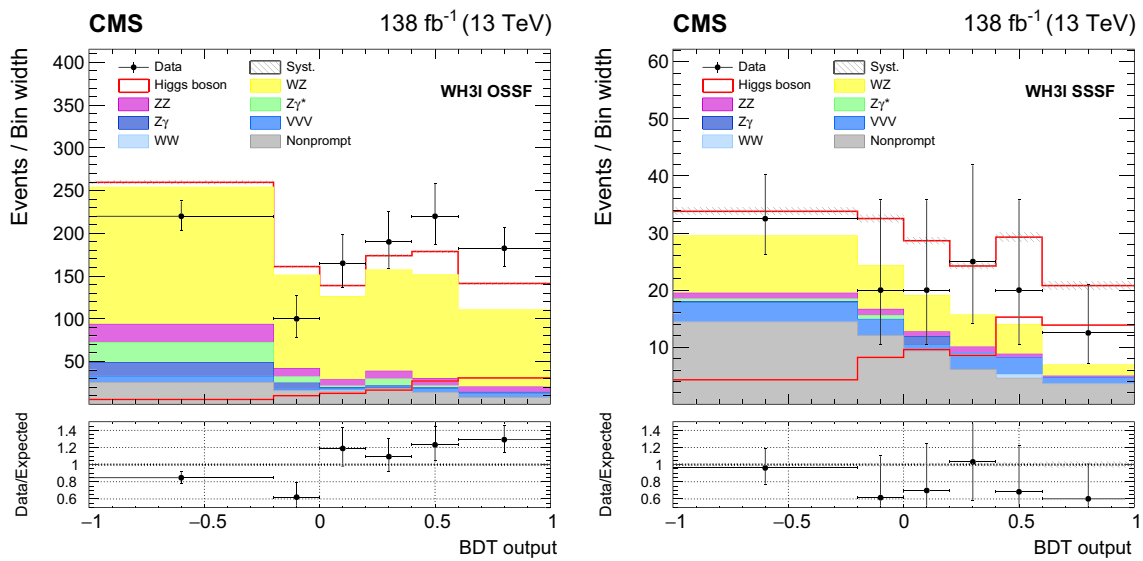 CMS 138 fb⁻¹ (13 TeV)
Events / Bin width
400
350
300
250
200
150
100
50
Data
Syst.
Higgs boson
WZ
ZZ
Zγ*
Zγ
VVV
WW
Nonprompt
WH3l OSSF
Data/Expected
1.4
1.2
1
0.8
0.6
−1 −0.5 0 0.5 1
BDT output
CMS 138 fb⁻¹ (13 TeV)
Events / Bin width
60
50
40
30
20
10
Data
Syst.
Higgs boson
WZ
ZZ
Zγ*
Zγ
VVV
WW
Nonprompt
WH3l SSSF
Data/Expected
1.4
1.2
1
0.8
0.6
−1 −0.5 0 0.5 1
BDT output